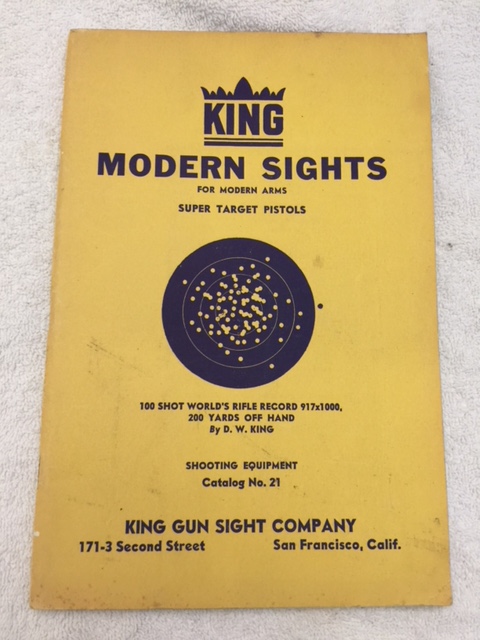 KING
MODERN SIGHTS
FOR MODERN ARMS
SUPER TARGET PISTOLS
100 SHOT WORLD'S RIFLE RECORD 917x1000,
200 YARDS OFF HAND
By D. W. KING
SHOOTING EQUIPMENT
Catalog No. 21
KING GUN SIGHT COMPANY
171-3 Second Street San Francisco, Calif.